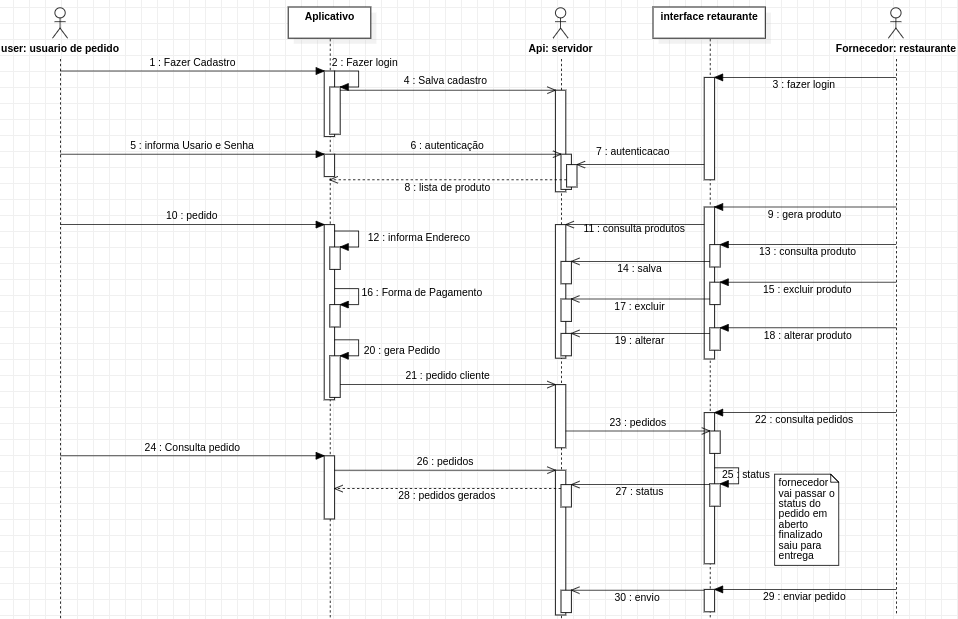 Aplicativo
interface retaurante
user: usuario de pedido
Api: servidor
Fornecedor: restaurante
1 : Fazer Cadastro
2 : Fazer login
3 : fazer login
4 : Salva cadastro
5 : informa Usario e Senha
6 : autenticação
7 : autenticacao
8 : lista de produto
9 : gera produto
10 : pedido
11 : consulta produtos
12 : informa Endereco
13 : consulta produto
14 : salva
15 : excluir produto
16 : Forma de Pagamento
17 : excluir
18 : alterar produto
19 : alterar
20 : gera Pedido
21 : pedido cliente
22 : consulta pedidos
23 : pedidos
24 : Consulta pedido
25 : status
26 : pedidos
27 : status
28 : pedidos gerados
fornecedor
vai passar o
status do
pedido em
aberto
finalizado
saiu para
entrega
29 : enviar pedido
30 : envio